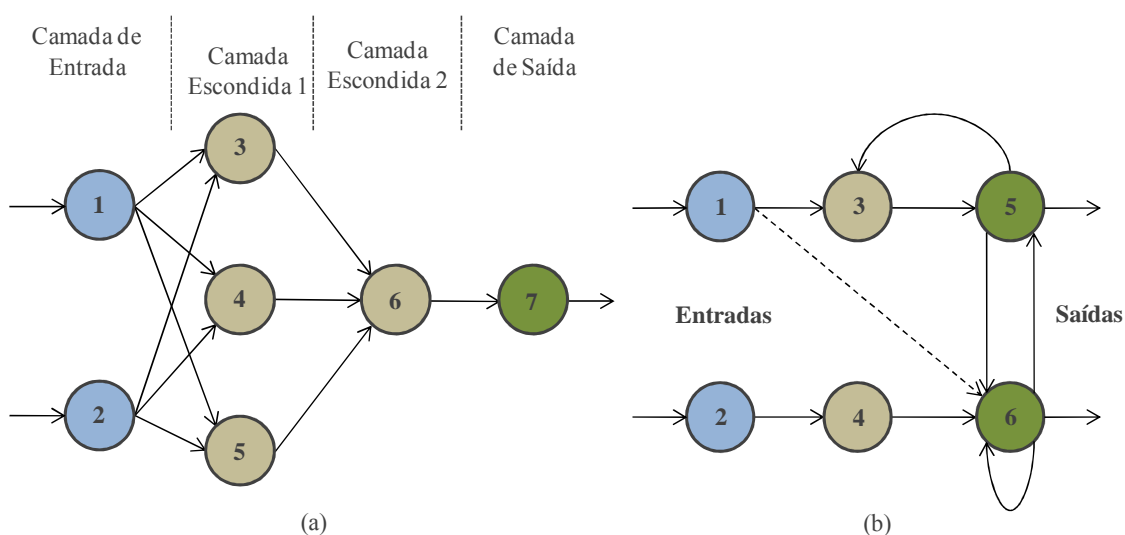 Camada de
Entrada
Camada
Escondida 1
Camada
Escondida 2
Camada
de Saída
3
1
4
6
7
2
5
(a)
1
3
5
Entradas
Saídas
2
4
6
(b)